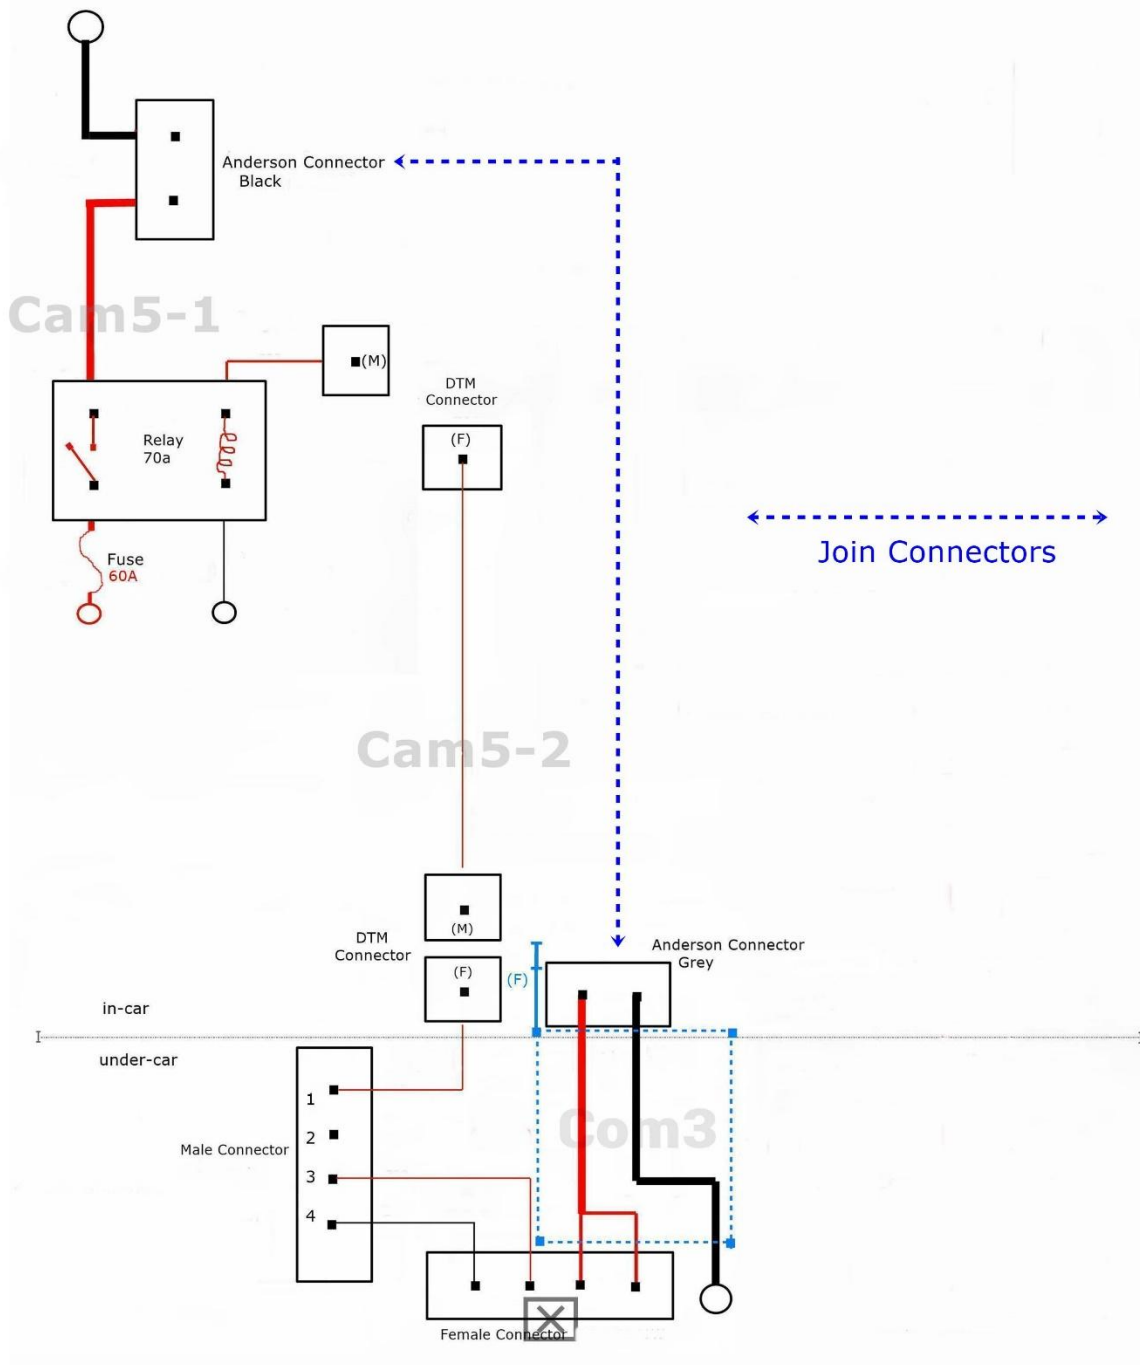 Anderson Connector
Black
Cam5-1
(M)
DTM
Connector
(F)
Relay
70a
Join Connectors
Fuse
60A
Cam5-2
(M)
DTM
Connector
(F)
(F)
Anderson Connector
Grey
in-car
under-car
1
2
Male Connector
3
4
Com3
Female Connector